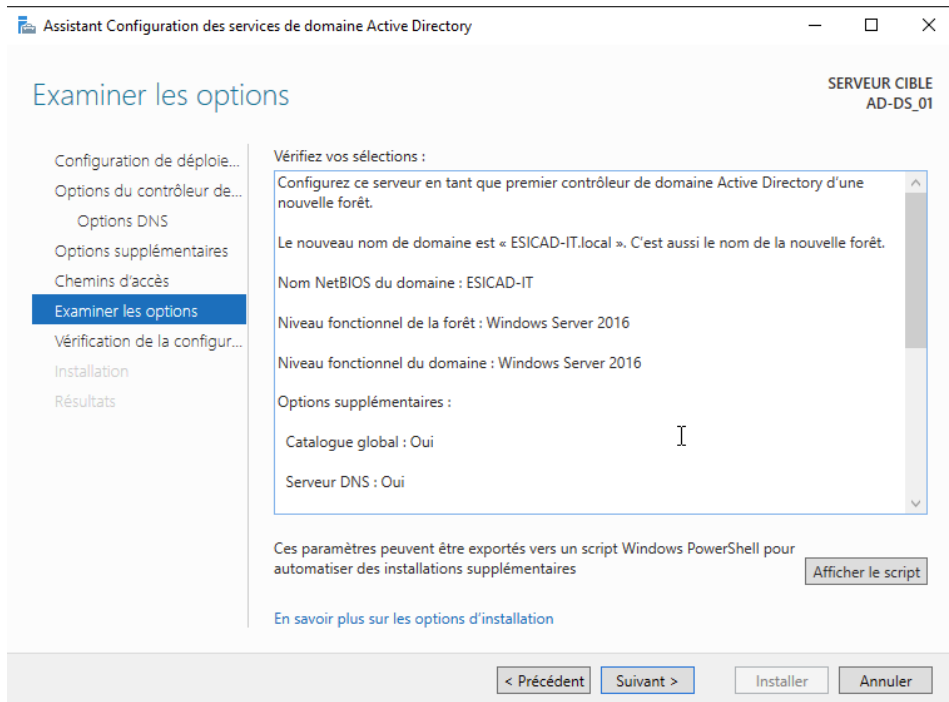 Assistant Configuration des services de domaine Active Directory
Examiner les options
SERVEUR CIBLE
AD-DS_01
Configuration de déploie...
Options du contrôleur de...
Options DNS
Options supplémentaires
Chemins d'accès
Examiner les options
Vérification de la configur...
Installation
Résultats
Vérifiez vos sélections :
Configurez ce serveur en tant que premier contrôleur de domaine Active Directory d'une
nouvelle forêt.
Le nouveau nom de domaine est « ESICAD-IT.local ». C'est aussi le nom de la nouvelle forêt.
Nom NetBIOS du domaine : ESICAD-IT
Niveau fonctionnel de la forêt : Windows Server 2016
Niveau fonctionnel du domaine : Windows Server 2016
Options supplémentaires :
Catalogue global : Oui
Serveur DNS : Oui
Ces paramètres peuvent être exportés vers un script Windows PowerShell pour
automatiser des installations supplémentaires
Afficher le script
En savoir plus sur les options d'installation
< Précédent
Suivant >
Installer
Annuler